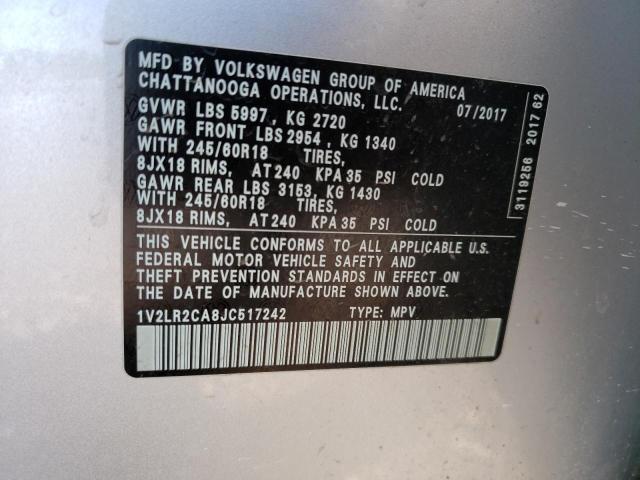 MFD BY VOLKSWAGEN GROUP OF AMERICA
CHATTANOOGA OPERATIONS, LLC.
07/2017
GVWR LBS 5997, KG 2720
GAWR FRONT LBS 2954, KG 1340
WITH 245/60R18 TIRES,
8JX18 RIMS, AT 240 KPA 35 PSI COLD
GAWR REAR LBS 3153, KG 1430
WITH 245/60R18 TIRES,
8JX18 RIMS, AT 240 KPA 35 PSI COLD
THIS VEHICLE CONFORMS TO ALL APPLICABLE U.S.
FEDERAL MOTOR VEHICLE SAFETY AND
THEFT PREVENTION STANDARDS IN EFFECT ON
THE DATE OF MANUFACTURE SHOWN ABOVE.
1V2LR2CA8JC517242 TYPE: MPV
3119256 2017 62